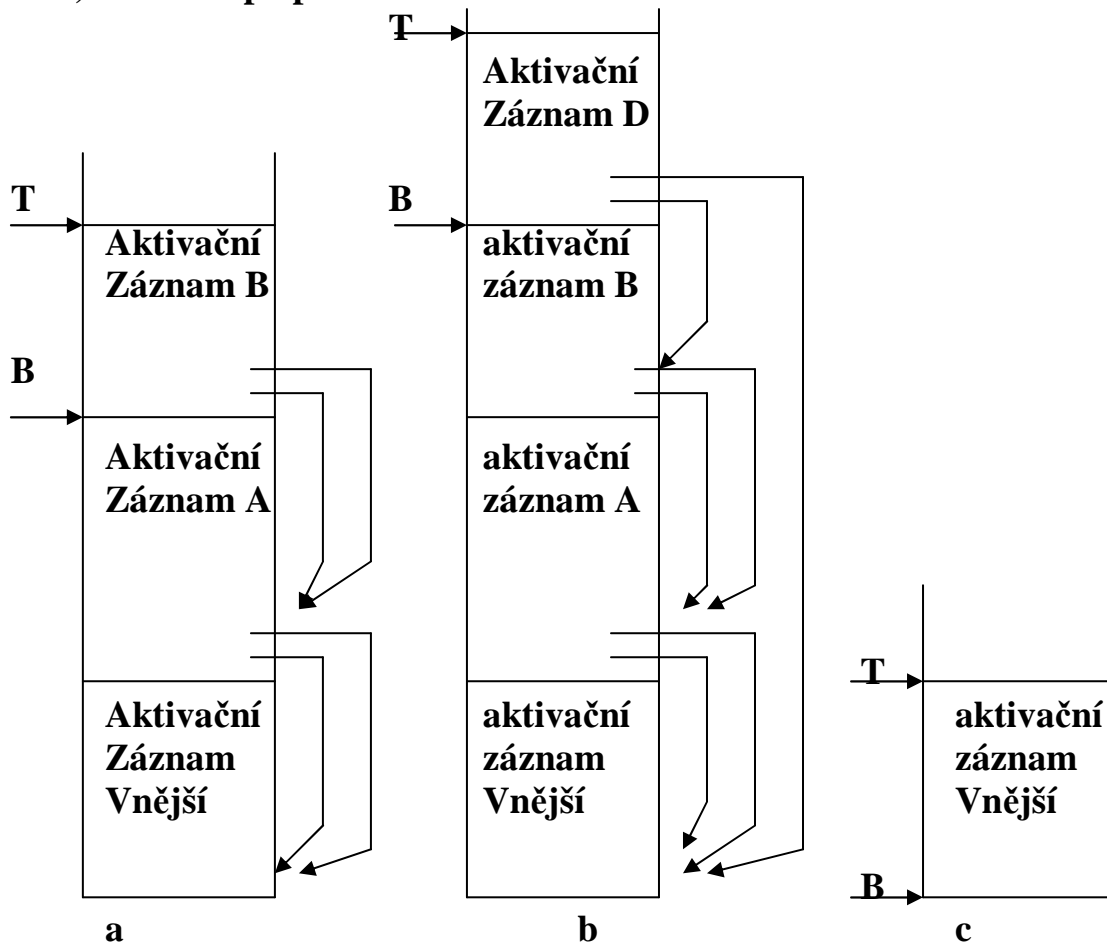 T
Aktivační
Záznam D
B
aktivační
záznam B
aktivační
záznam A
aktivační
záznam
Vnější
b
T
Aktivační
Záznam B
B
Aktivační
Záznam A
Aktivační
Záznam
Vnější
a
T
aktivační
záznam
Vnější
B
c